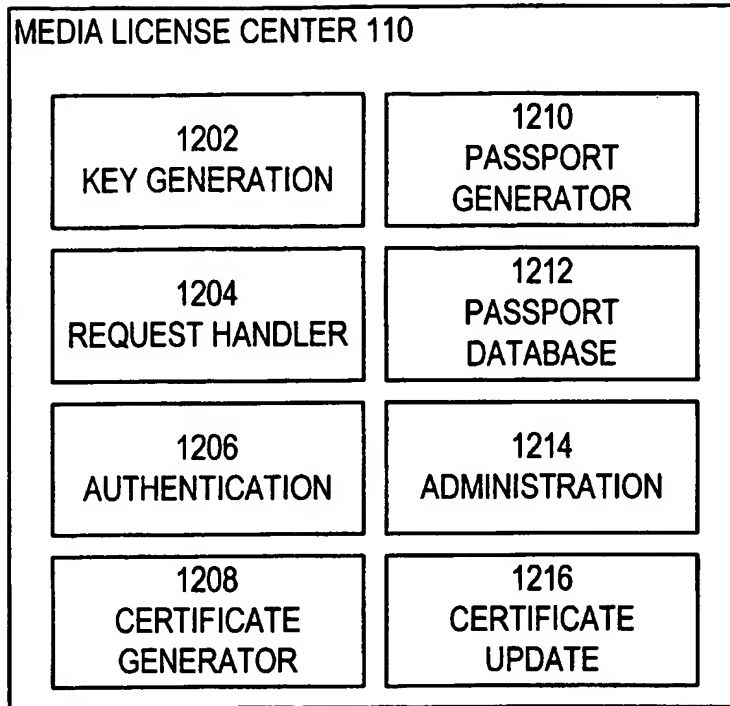 MEDIA LICENSE CENTER 110
1202
KEY GENERATION
1210
PASSPORT
GENERATOR
1204
REQUEST HANDLER
1212
PASSPORT
DATABASE
1206
AUTHENTICATION
1214
ADMINISTRATION
1208
CERTIFICATE
GENERATOR
1216
CERTIFICATE
UPDATE